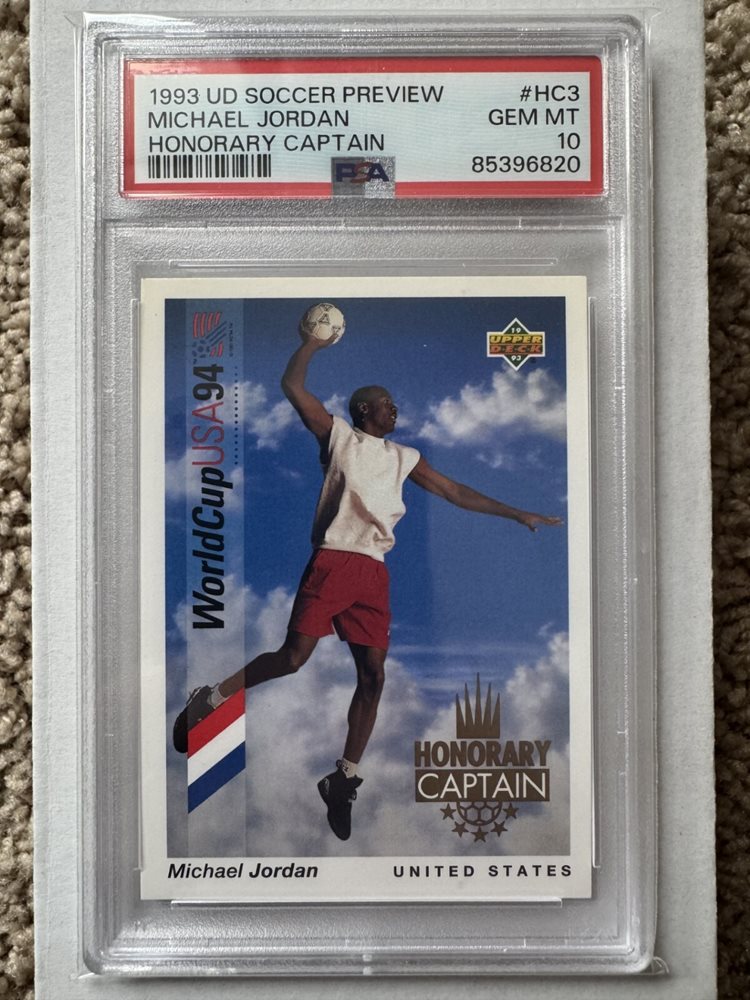 1993 UD SOCCER PREVIEW #HC3
MICHAEL JORDAN GEM MT
HONORARY CAPTAIN 10
PSA 85396820
WorldCupUSA94
19
UPPER
DECK
93
HONORARY
CAPTAIN
Michael Jordan UNITED STATES